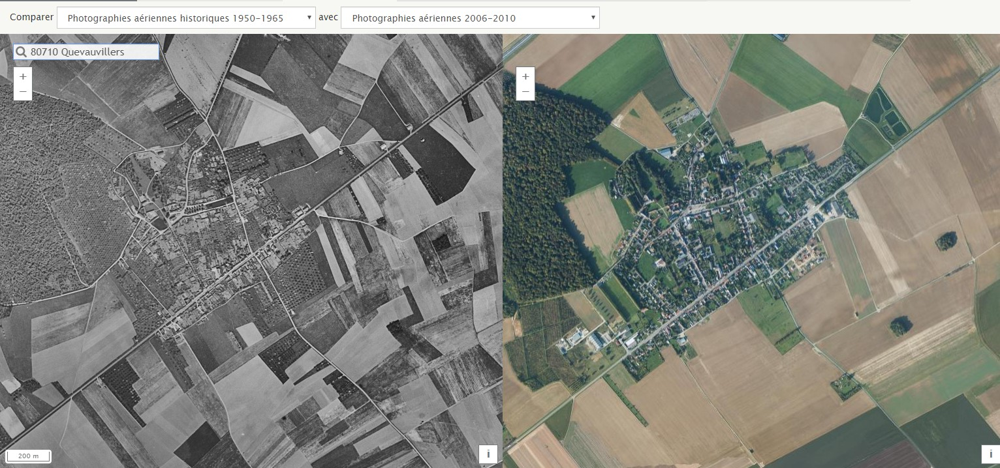 Comparer Photographies aériennes historiques 1950-1965 avec Photographies aériennes 2006-2010
80710 Quevauvillers
+ +
– –
200 m i i